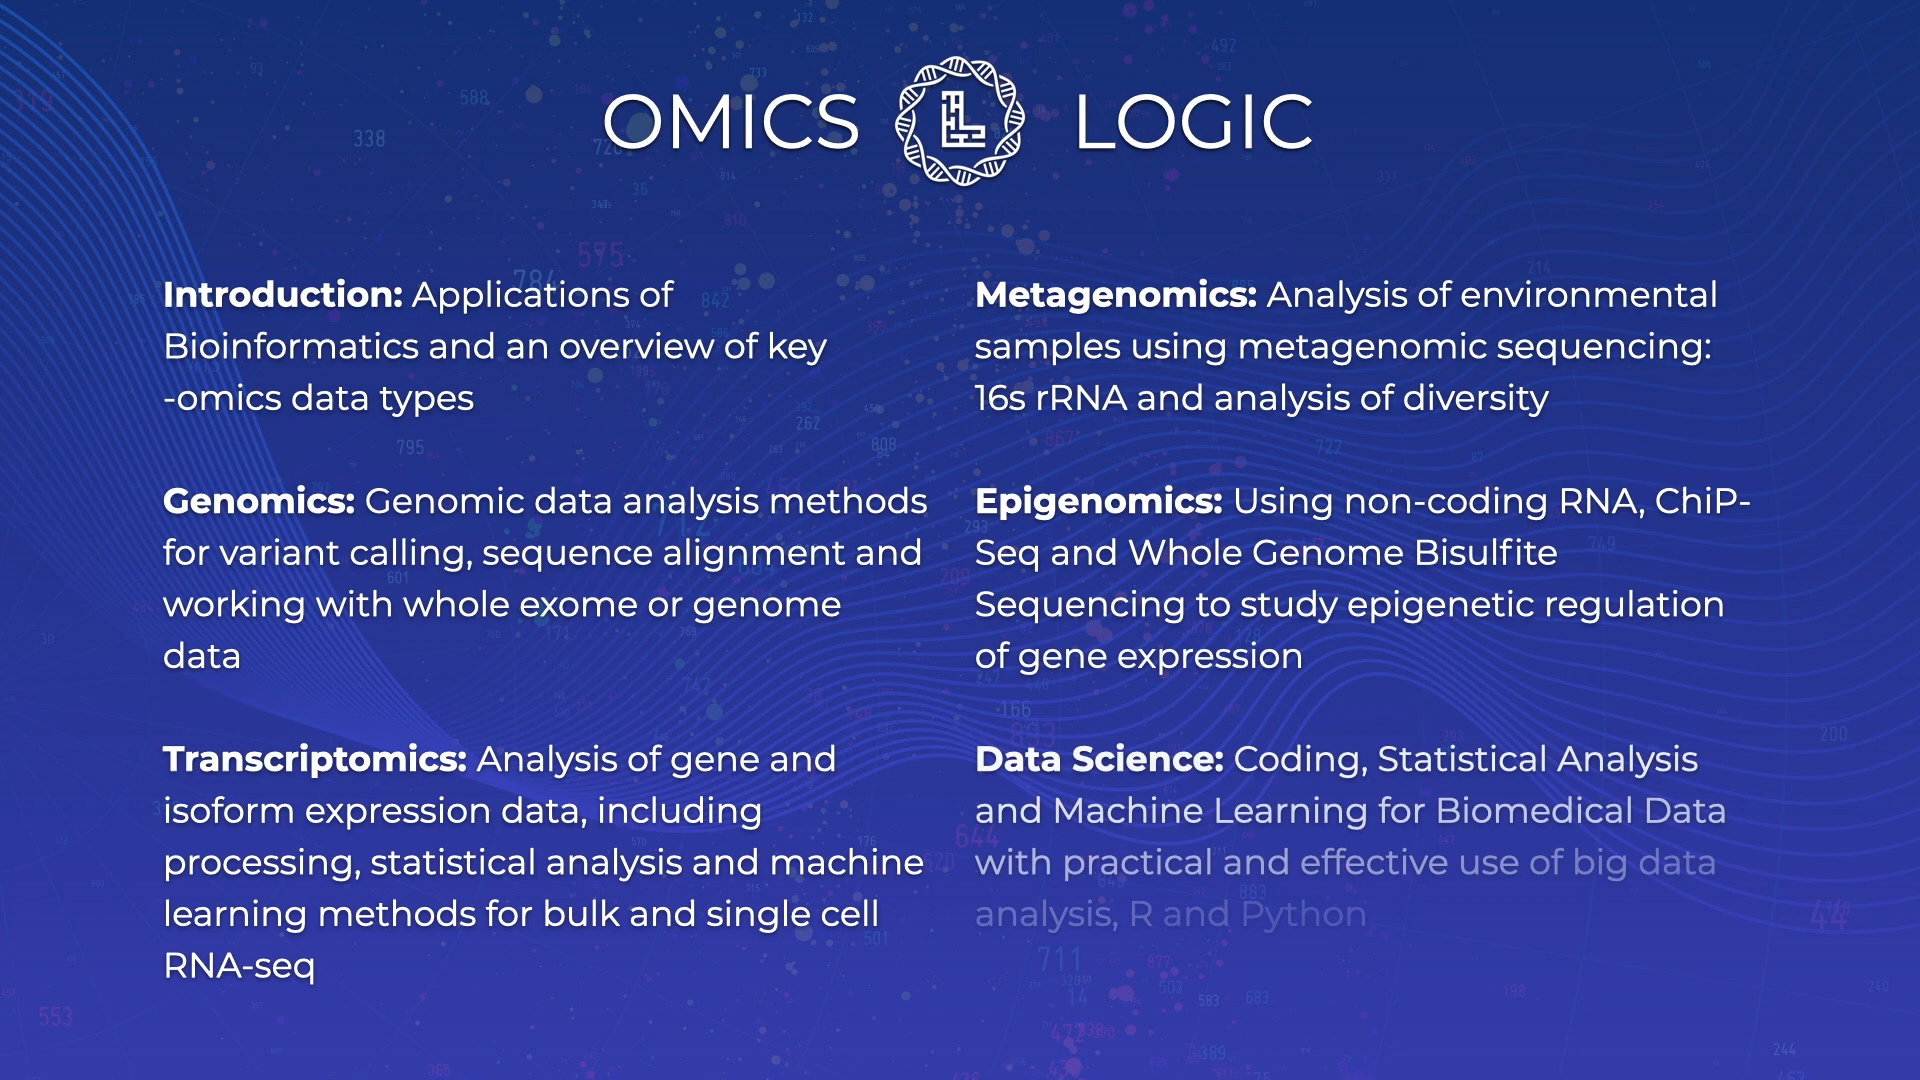 OMICS L LOGIC
Introduction: Applications of
Bioinformatics and an overview of key
-omics data types
Genomics: Genomic data analysis methods
for variant calling, sequence alignment and
working with whole exome or genome
data
Transcriptomics: Analysis of gene and
isoform expression data, including
processing, statistical analysis and machine
learning methods for bulk and single cell
RNA-seq
Metagenomics: Analysis of environmental
samples using metagenomic sequencing:
16s rRNA and analysis of diversity
Epigenomics: Using non-coding RNA, ChiP-
Seq and Whole Genome Bisulfite
Sequencing to study epigenetic regulation
of gene expression
Data Science: Coding, Statistical Analysis
and Machine Learning for Biomedical Data
with practical and effective use of big data
analysis, R and Python